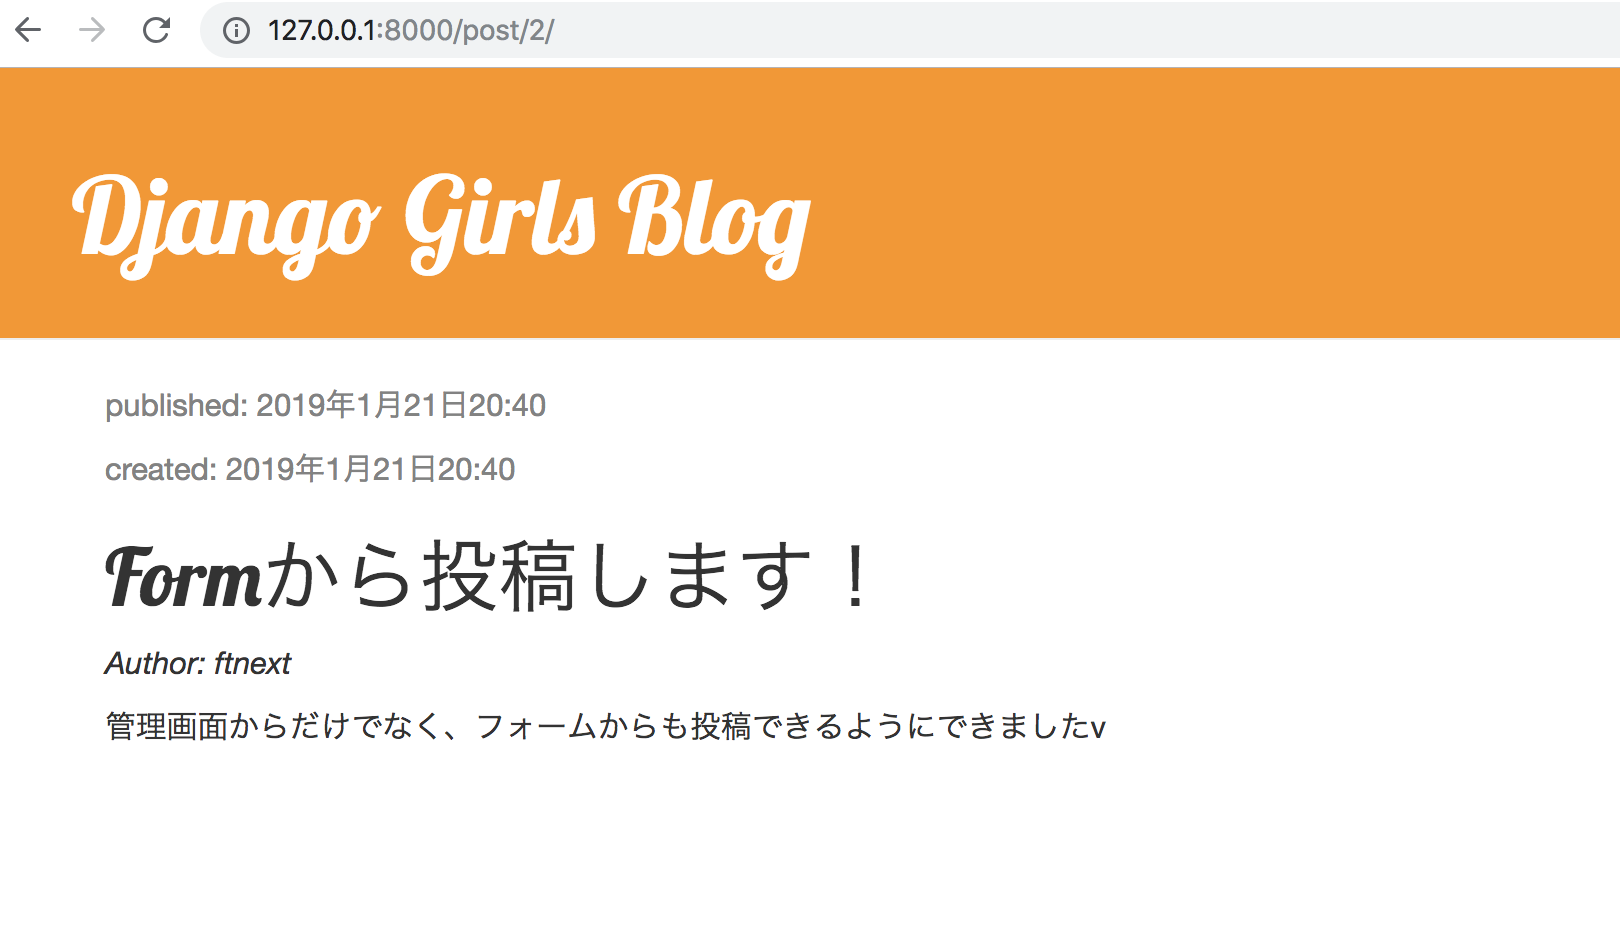 127.0.0.1:8000/post/2/
Django Girls Blog
published: 2019年1月21日20:40
created: 2019年1月21日20:40
Formから投稿します！
Author: ftnext
管理画面からだけでなく、フォームからも投稿できるようにできましたv